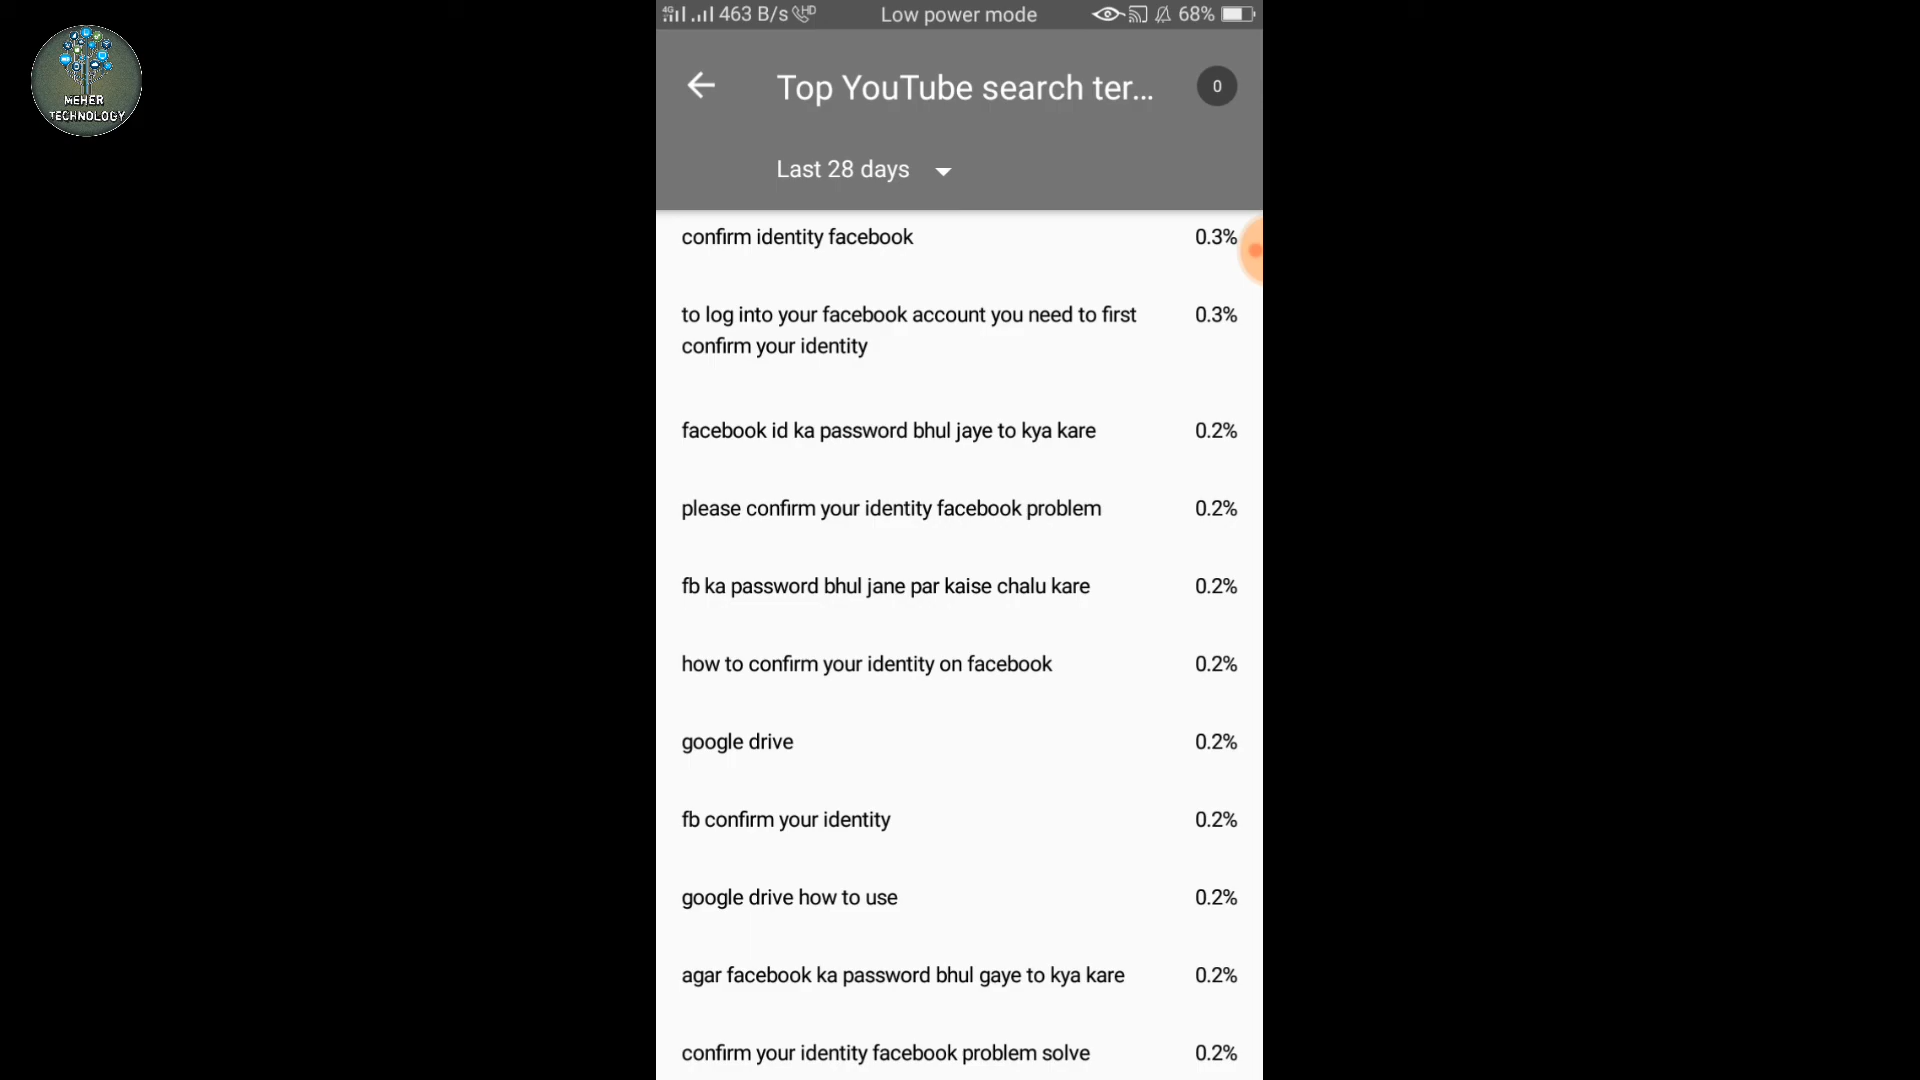 MEHER
TECHNOLOGY
4G 463 B/s HD Low power mode 68%
Top YouTube search ter... 0
Last 28 days
confirm identity facebook 0.3%
to log into your facebook account you need to first 0.3%
confirm your identity
facebook id ka password bhul jaye to kya kare 0.2%
please confirm your identity facebook problem 0.2%
fb ka password bhul jane par kaise chalu kare 0.2%
how to confirm your identity on facebook 0.2%
google drive 0.2%
fb confirm your identity 0.2%
google drive how to use 0.2%
agar facebook ka password bhul gaye to kya kare 0.2%
confirm your identity facebook problem solve 0.2%